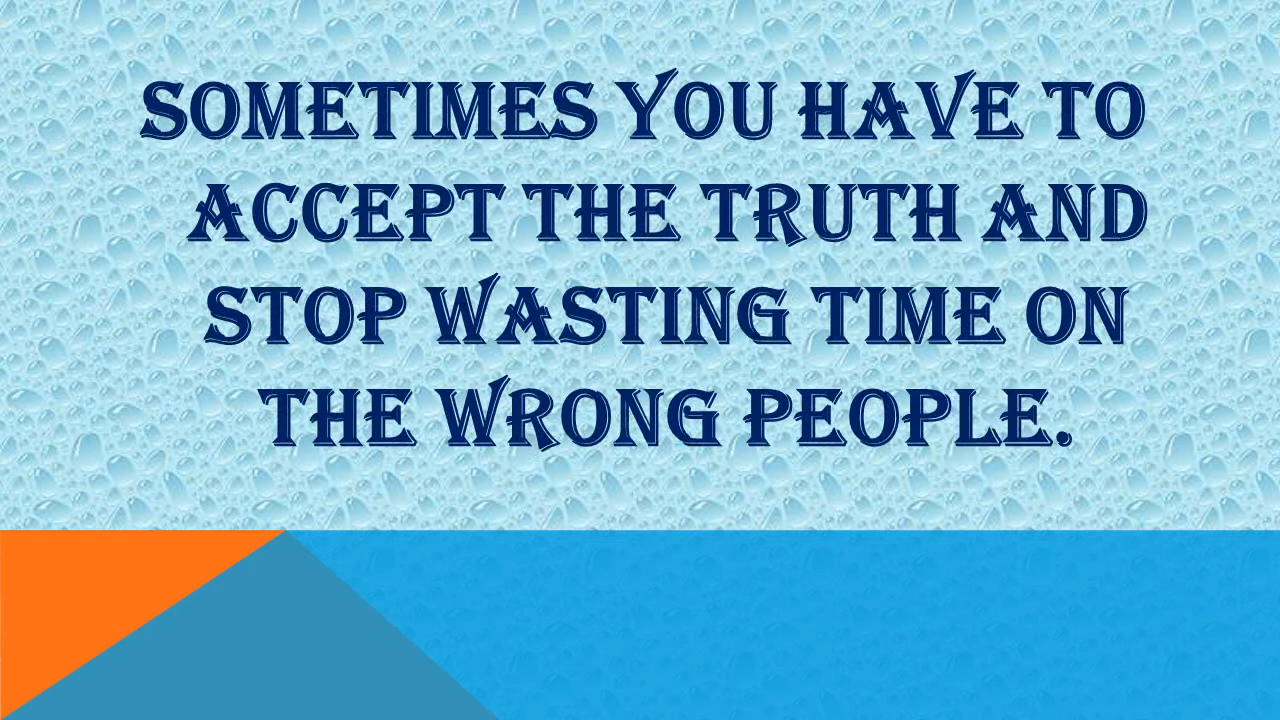 SOMETIMES YOU HAVE TO
ACCEPT THE TRUTH AND
STOP WASTING TIME ON
THE WRONG PEOPLE.